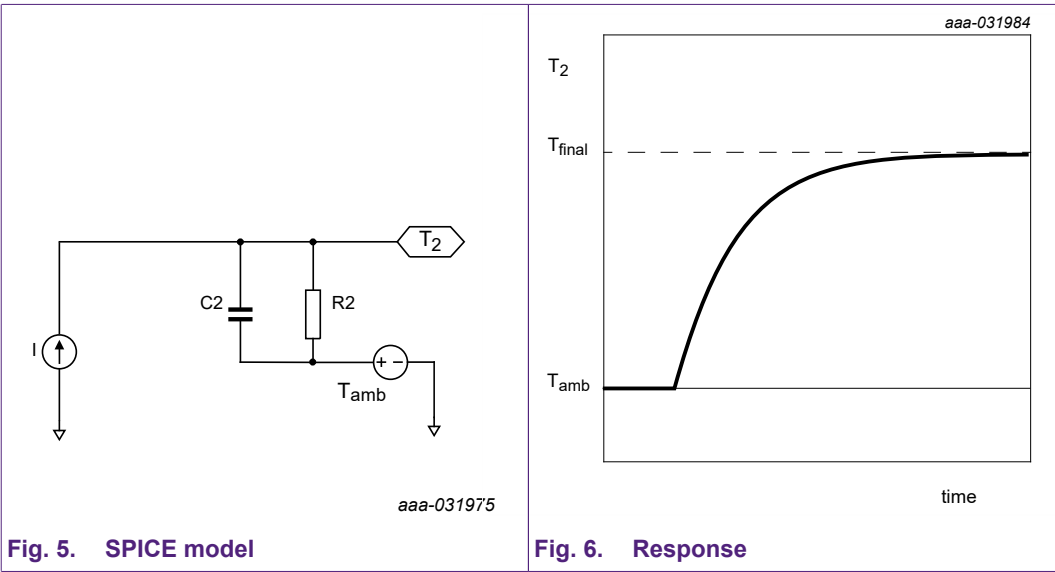 T2
C2
R2
I
+ −
Tamb
aaa-031975
Fig. 5. SPICE model
aaa-031984
T2
Tfinal
Tamb
time
Fig. 6. Response